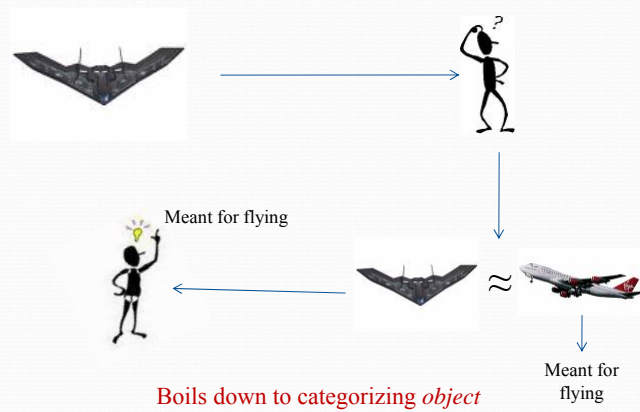 ?
Meant for flying
≈
Meant for
flying
Boils down to categorizing object